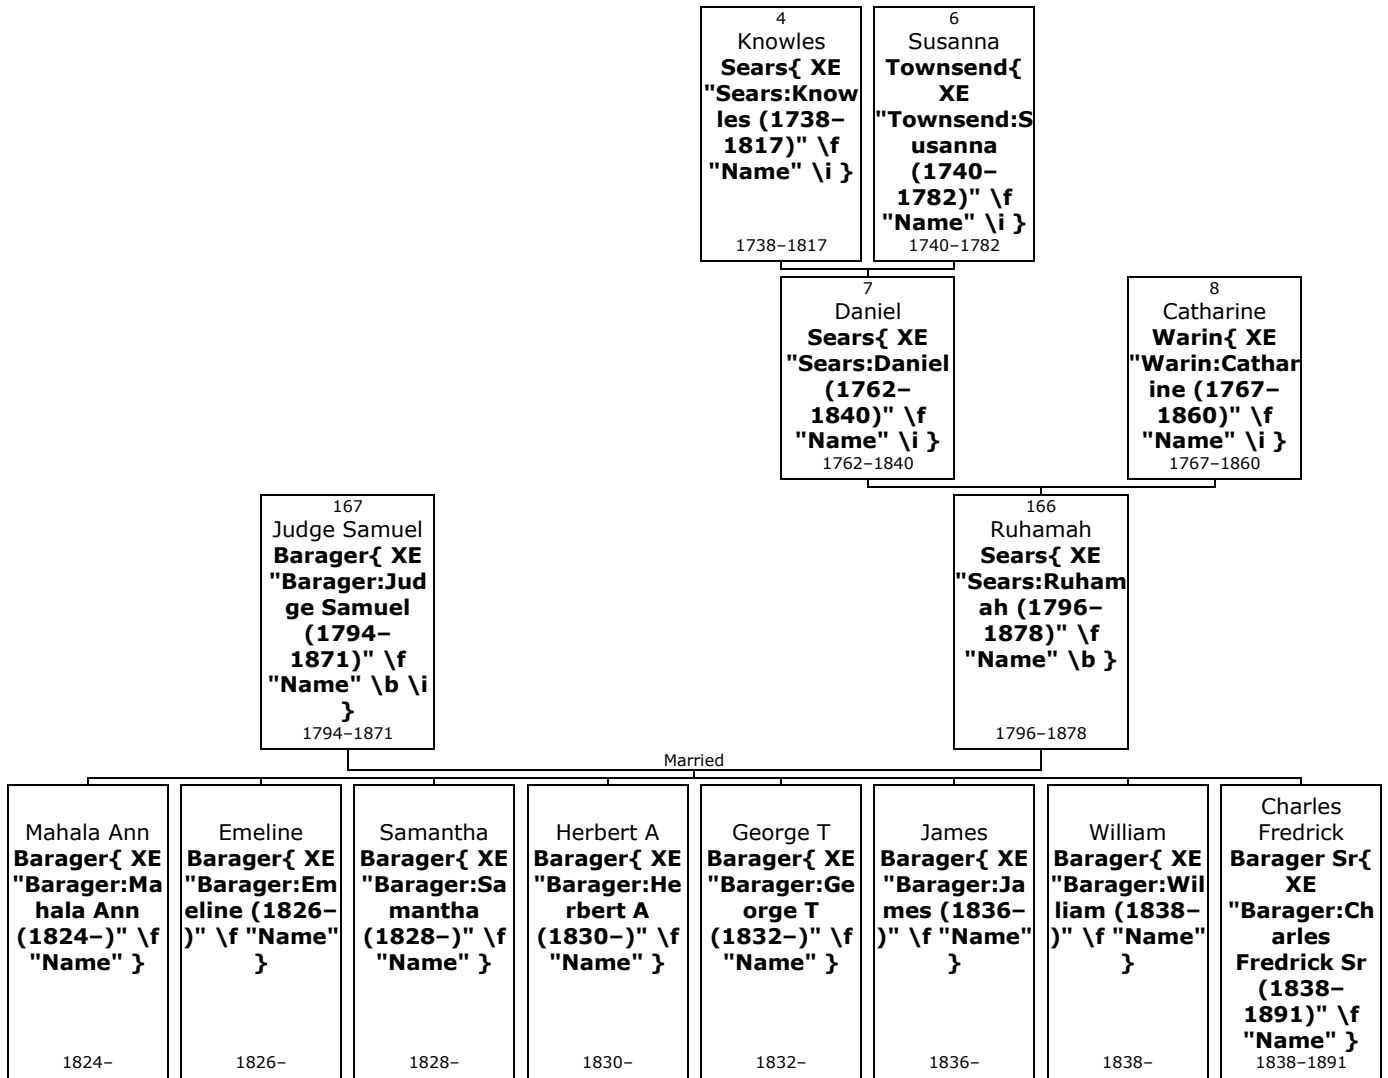 4
Knowles
Sears{ XE
"Sears:Know
les (1738–
1817)" \f
"Name" \i }
1738–1817
6
Susanna
Townsend{
XE
"Townsend:S
usanna
(1740–
1782)" \f
"Name" \i }
1740–1782
7
Daniel
Sears{ XE
"Sears:Daniel
(1762–
1840)" \f
"Name" \i }
1762–1840
8
Catharine
Warin{ XE
"Warin:Cathar
ine (1767–
1860)" \f
"Name" \i }
1767–1860
167
Judge Samuel
Barager{ XE
"Barager:Jud
ge Samuel
(1794–
1871)" \f
"Name" \b \i
}
1794–1871
166
Ruhamah
Sears{ XE
"Sears:Ruham
ah (1796–
1878)" \f
"Name" \b }
1796–1878
Married
Mahala Ann
Barager{ XE
"Barager:Ma
hala Ann
(1824–)" \f
"Name" }
1824–
Emeline
Barager{ XE
"Barager:Em
eline (1826–
)" \f "Name"
}
1826–
Samantha
Barager{ XE
"Barager:Sa
mantha
(1828–)" \f
"Name" }
1828–
Herbert A
Barager{ XE
"Barager:He
rbert A
(1830–)" \f
"Name" }
1830–
George T
Barager{ XE
"Barager:Ge
orge T
(1832–)" \f
"Name" }
1832–
James
Barager{ XE
"Barager:Ja
mes (1836–
)" \f "Name"
}
1836–
William
Barager{ XE
"Barager:Wil
liam (1838–
)" \f "Name"
}
1838–
Charles
Fredrick
Barager Sr{
XE
"Barager:Ch
arles
Fredrick Sr
(1838–
1891)" \f
"Name" }
1838–1891